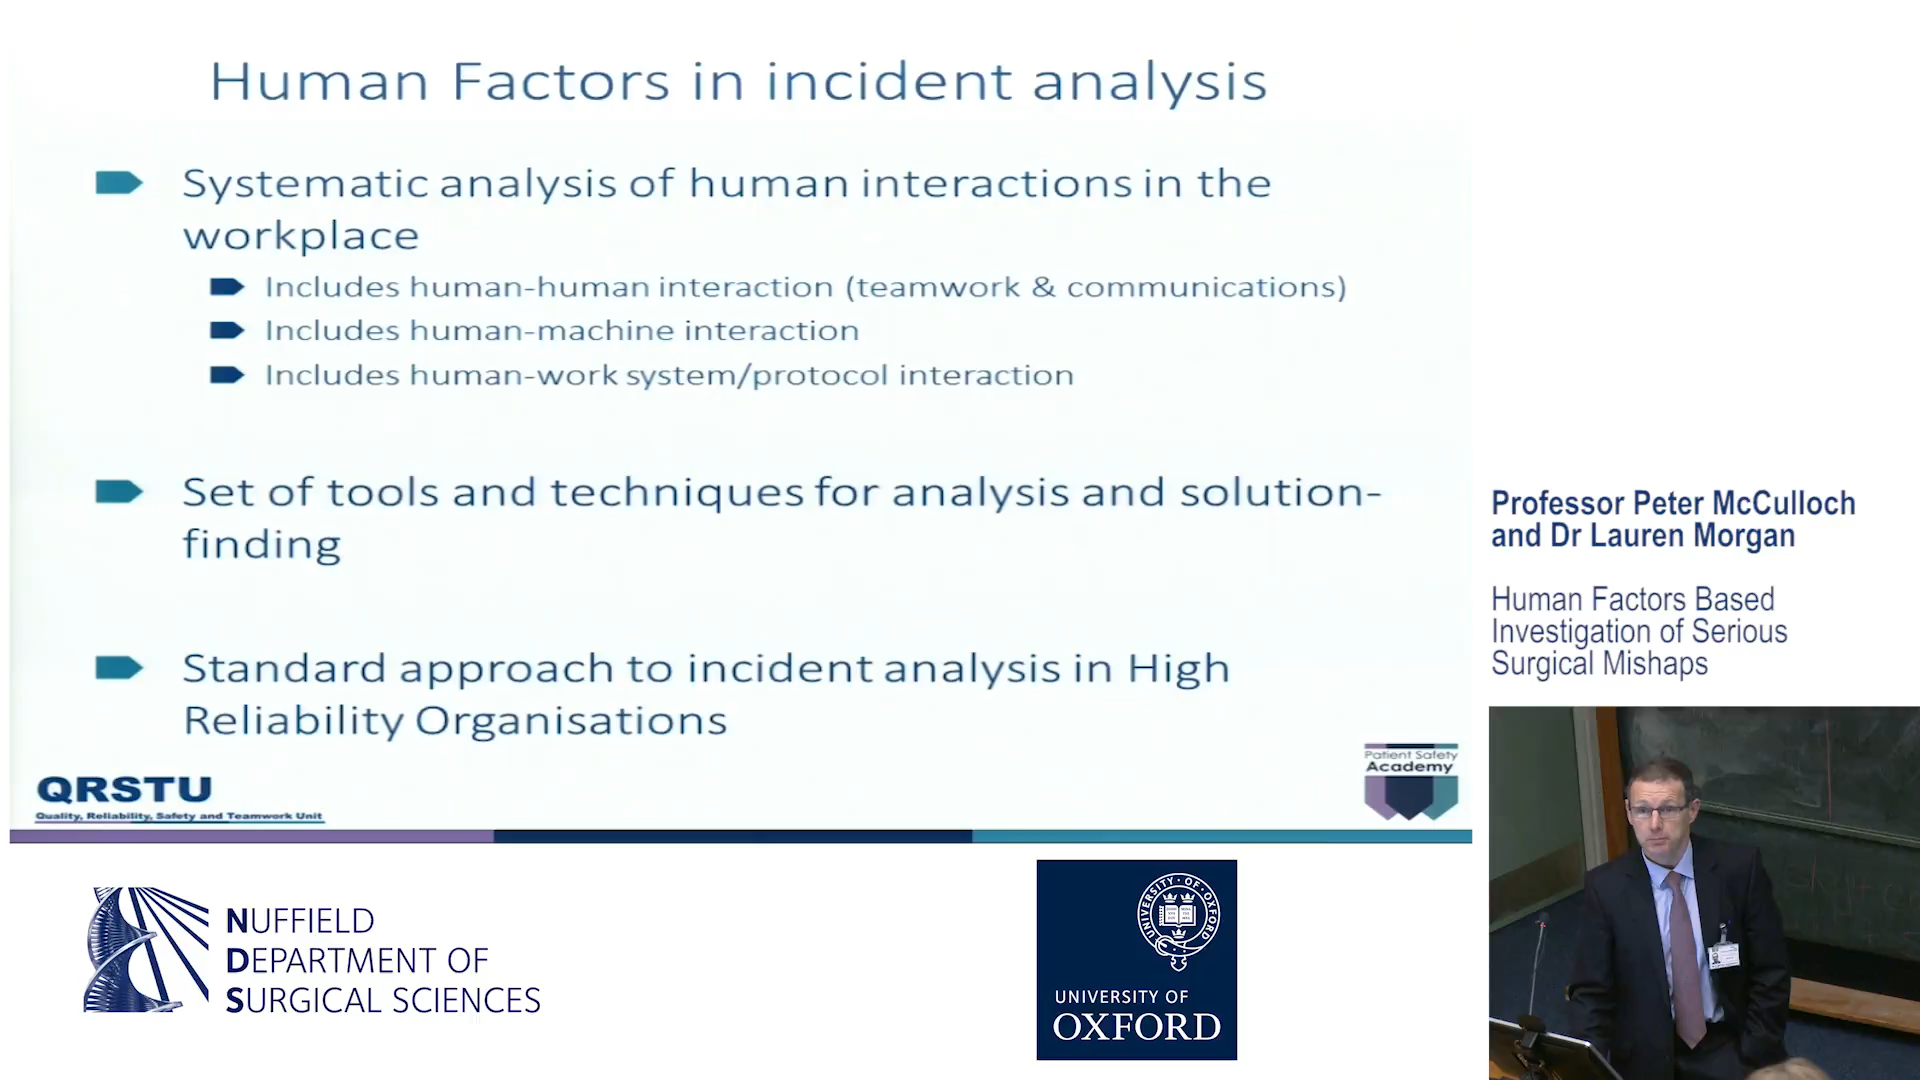 Human Factors in incident analysis
Systematic analysis of human interactions in the
workplace
Includes human-human interaction (teamwork & communications)
Includes human-machine interaction
Includes human-work system/protocol interaction
Set of tools and techniques for analysis and solution-
finding
Standard approach to incident analysis in High
Reliability Organisations
QRSTU
Quality, Reliability, Safety and Teamwork Unit
Patient Safety
Academy
Professor Peter McCulloch
and Dr Lauren Morgan
Human Factors Based
Investigation of Serious
Surgical Mishaps
NUFFIELD
DEPARTMENT OF
SURGICAL SCIENCES
UNIVERSITY OF OXFORD
UNIVERSITY OF
OXFORD